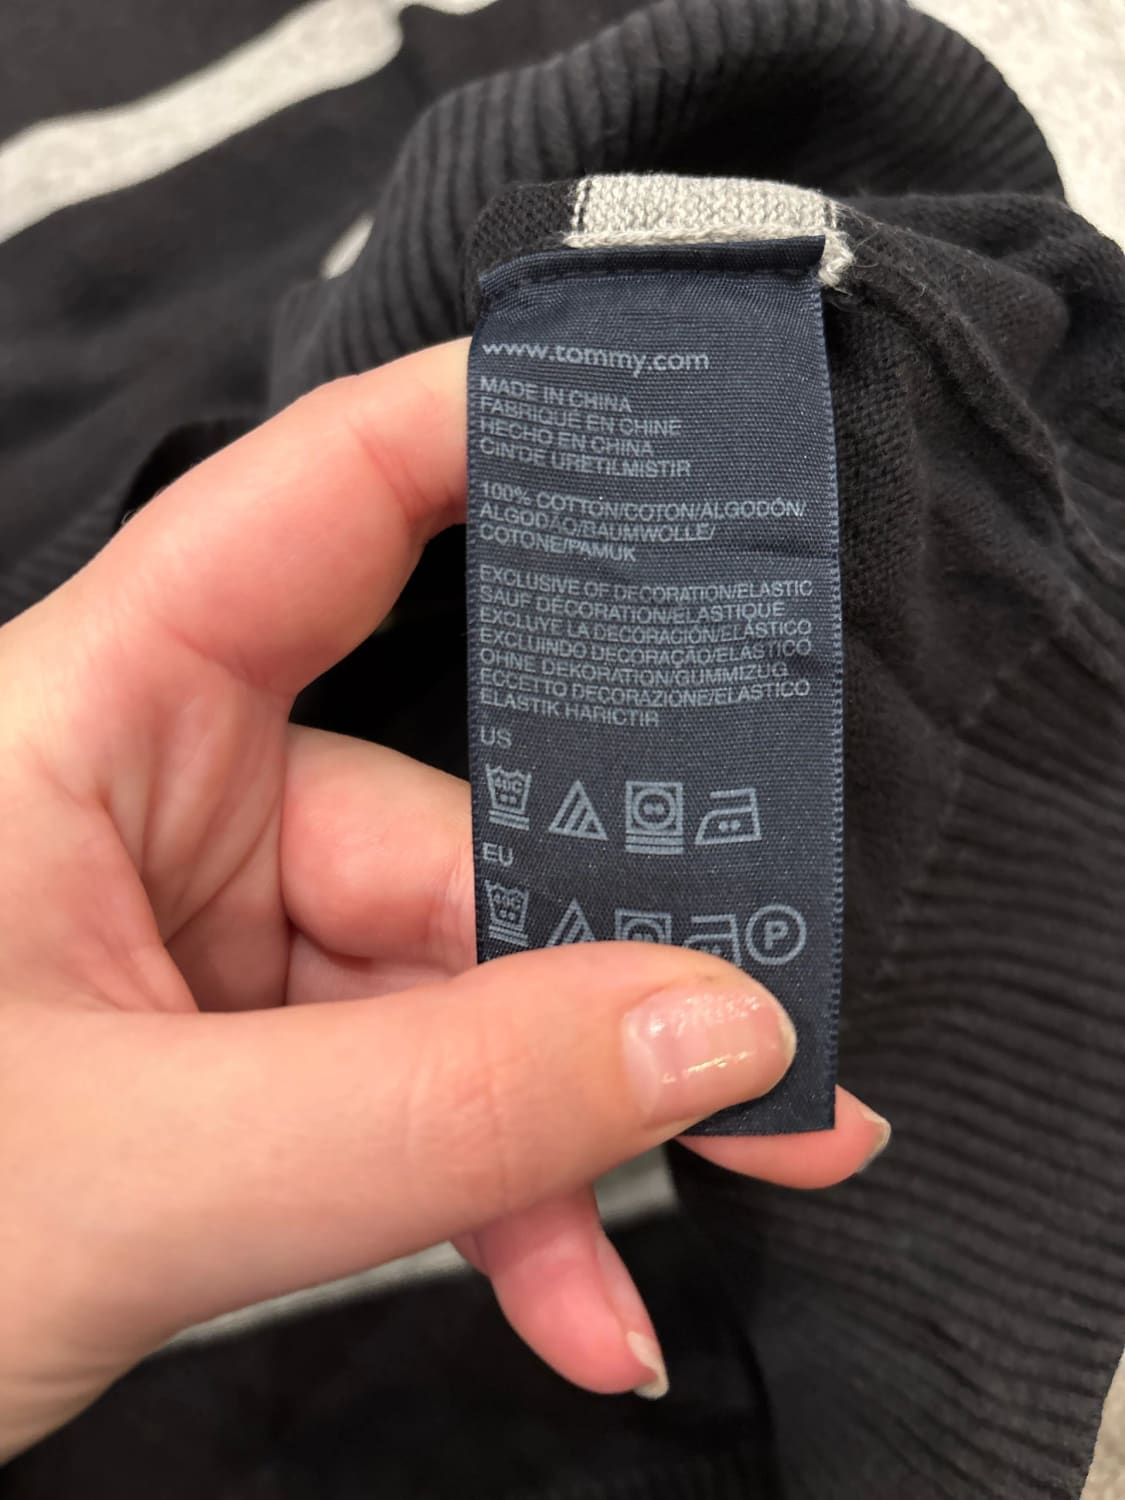 www.tommy.com
MADE IN CHINA
FABRIQUÉ EN CHINE
HECHO EN CHINA
CIN'DE URETILMISTIR
100% COTTON/COTON/ALGODÓN/
ALGODÃO/BAUMWOLLE/
COTONE/PAMUK
EXCLUSIVE OF DECORATION/ELASTIC
SAUF DÉCORATION/ÉLASTIQUE
EXCLUYE LA DECORACIÓN/ELÁSTICO
EXCLUINDO DECORAÇÃO/ELÁSTICO
OHNE DEKORATION/GUMMIZUG
ECCETTO DECORAZIONE/ELASTICO
ELASTIK HARICTIR
US
EU
P